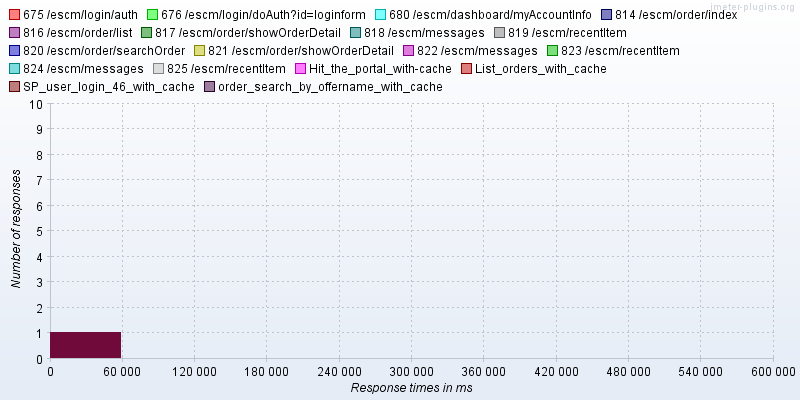 jmeter-plugins.org
675 /escm/login/auth 676 /escm/login/doAuth?id=loginform 680 /escm/dashboard/myAccountInfo 814 /escm/order/index
816 /escm/order/list 817 /escm/order/showOrderDetail 818 /escm/messages 819 /escm/recentItem
820 /escm/order/searchOrder 821 /escm/order/showOrderDetail 822 /escm/messages 823 /escm/recentItem
824 /escm/messages 825 /escm/recentItem Hit_the_portal_with-cache List_orders_with_cache
SP_user_login_46_with_cache order_search_by_offername_with_cache
Number of responses
10
9
8
7
6
5
4
3
2
1
0
0 60 000 120 000 180 000 240 000 300 000 360 000 420 000 480 000 540 000 600 000
Response times in ms